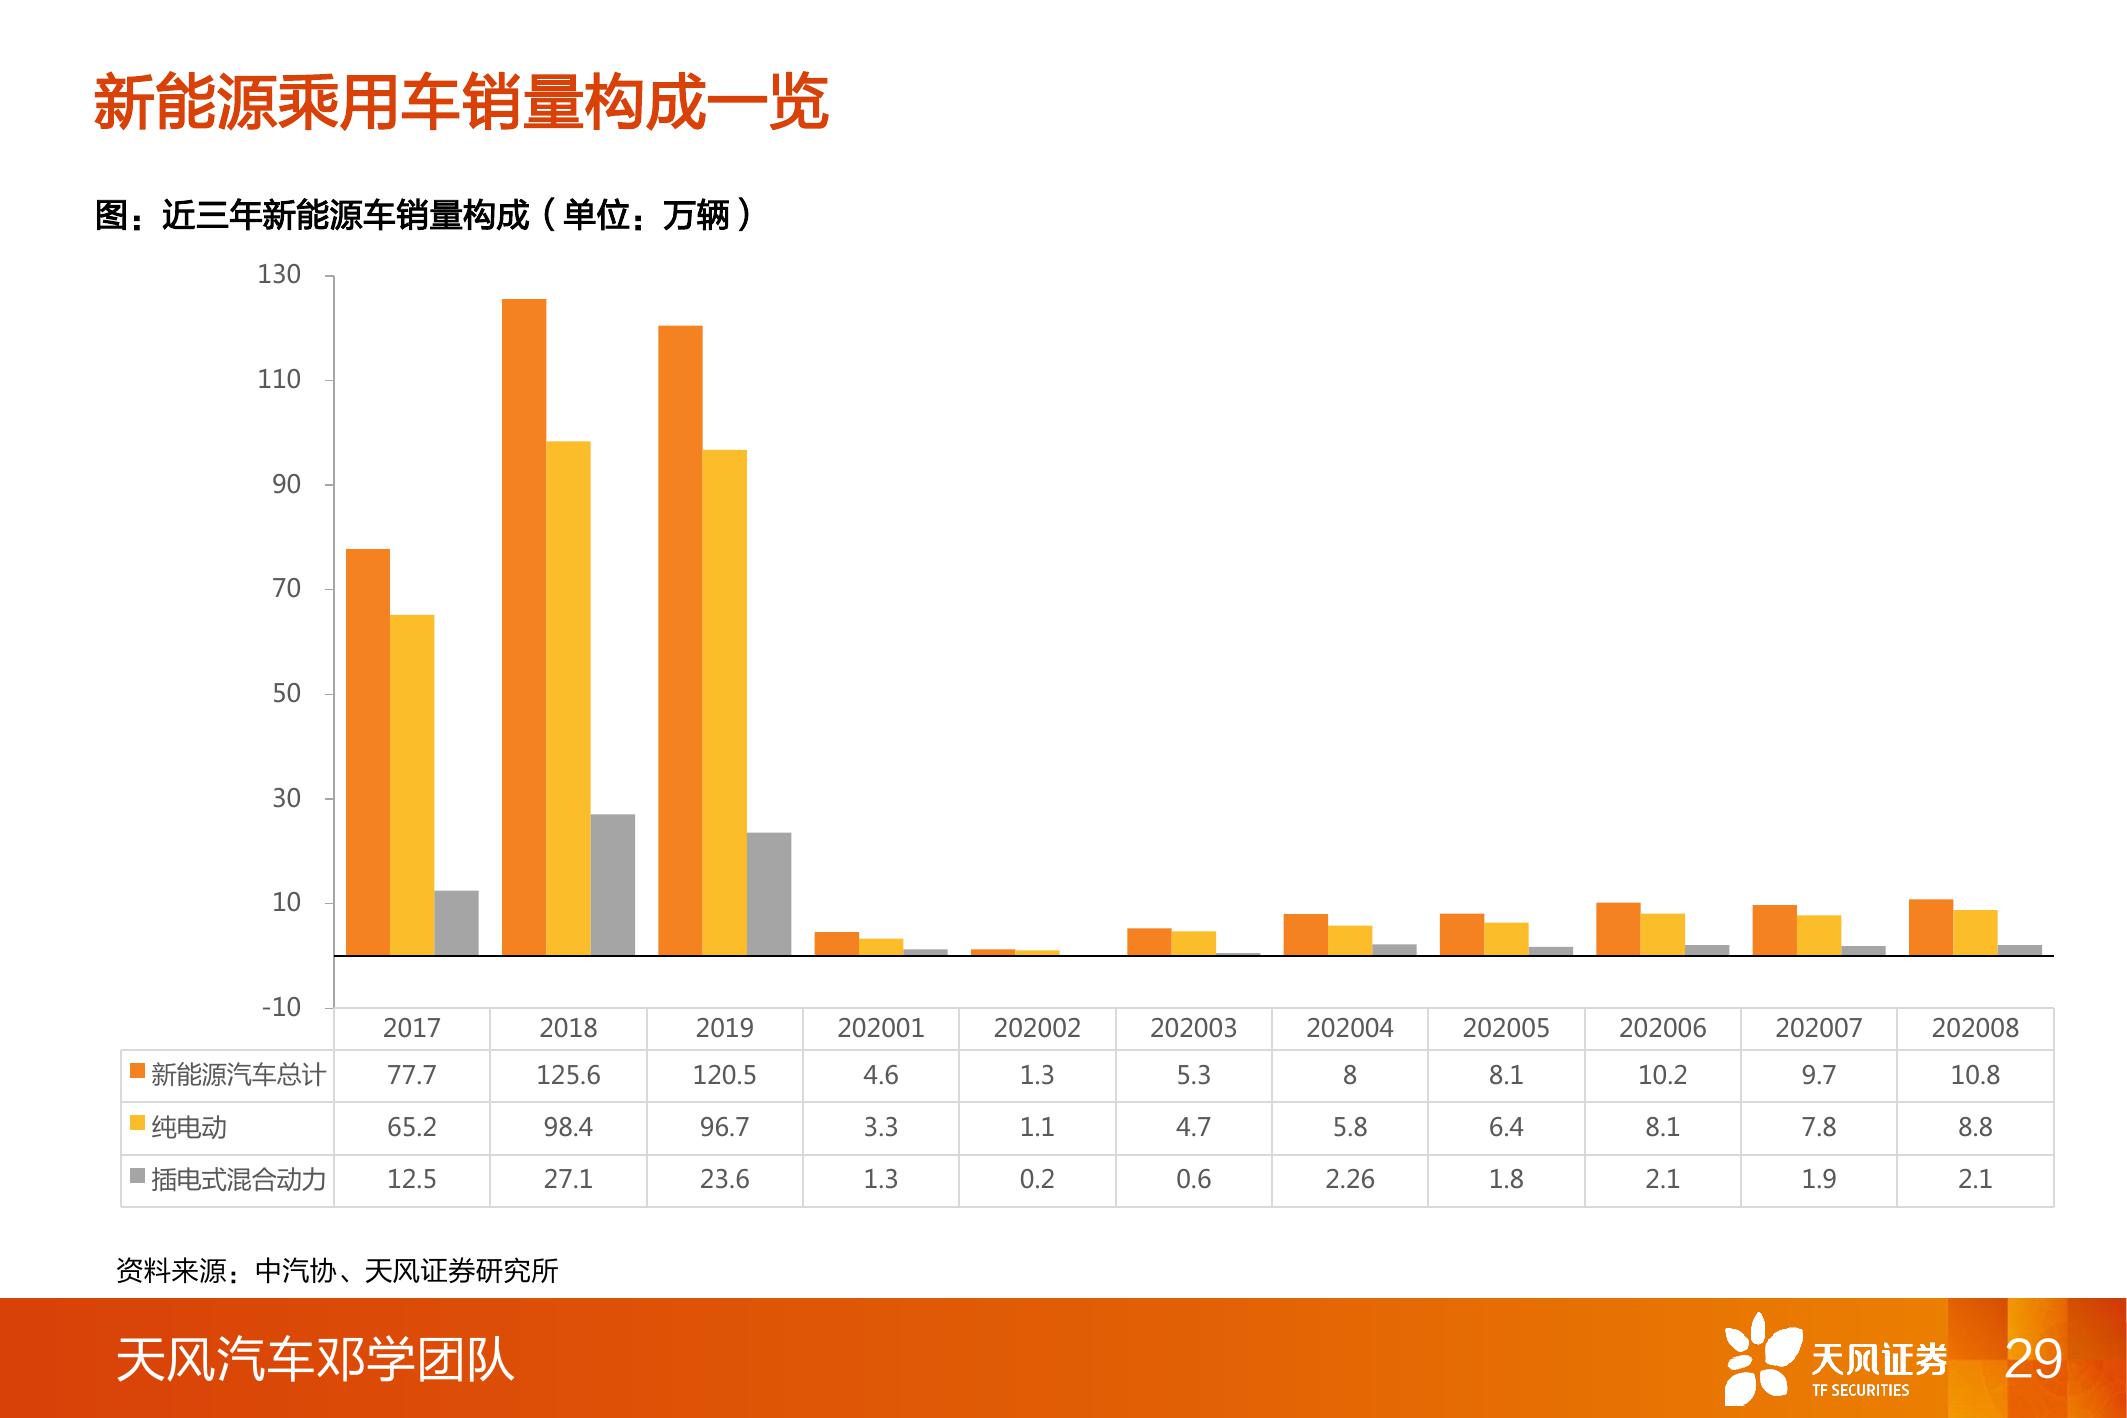 新能源乘用车销量构成一览
图：近三年新能源车销量构成（单位：万辆）
130
110
90
70
50
30
10
-10
2017 2018 2019 202001 202002 202003 202004 202005 202006 202007 202008
新能源汽车总计 77.7 125.6 120.5 4.6 1.3 5.3 8 8.1 10.2 9.7 10.8
纯电动 65.2 98.4 96.7 3.3 1.1 4.7 5.8 6.4 8.1 7.8 8.8
插电式混合动力 12.5 27.1 23.6 1.3 0.2 0.6 2.26 1.8 2.1 1.9 2.1
资料来源：中汽协、天风证券研究所
天风汽车邓学团队
天风证券
TF SECURITIES
29